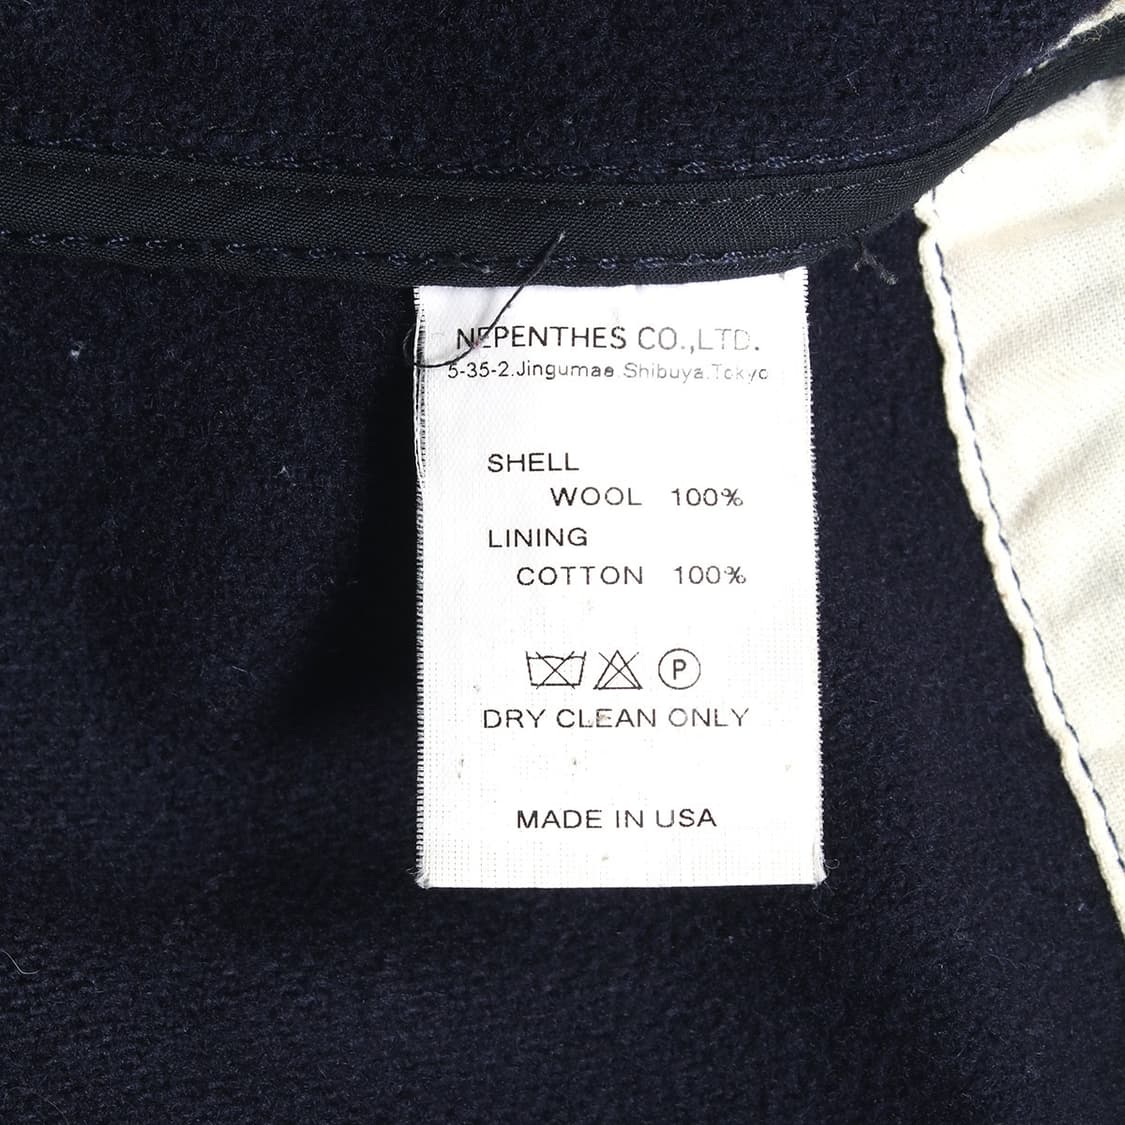 NEPENTHES CO.,LTD.
5-35-2.Jingumae.Shibuya.Tokyo
SHELL
WOOL 100%
LINING
COTTON 100%
P
DRY CLEAN ONLY
MADE IN USA